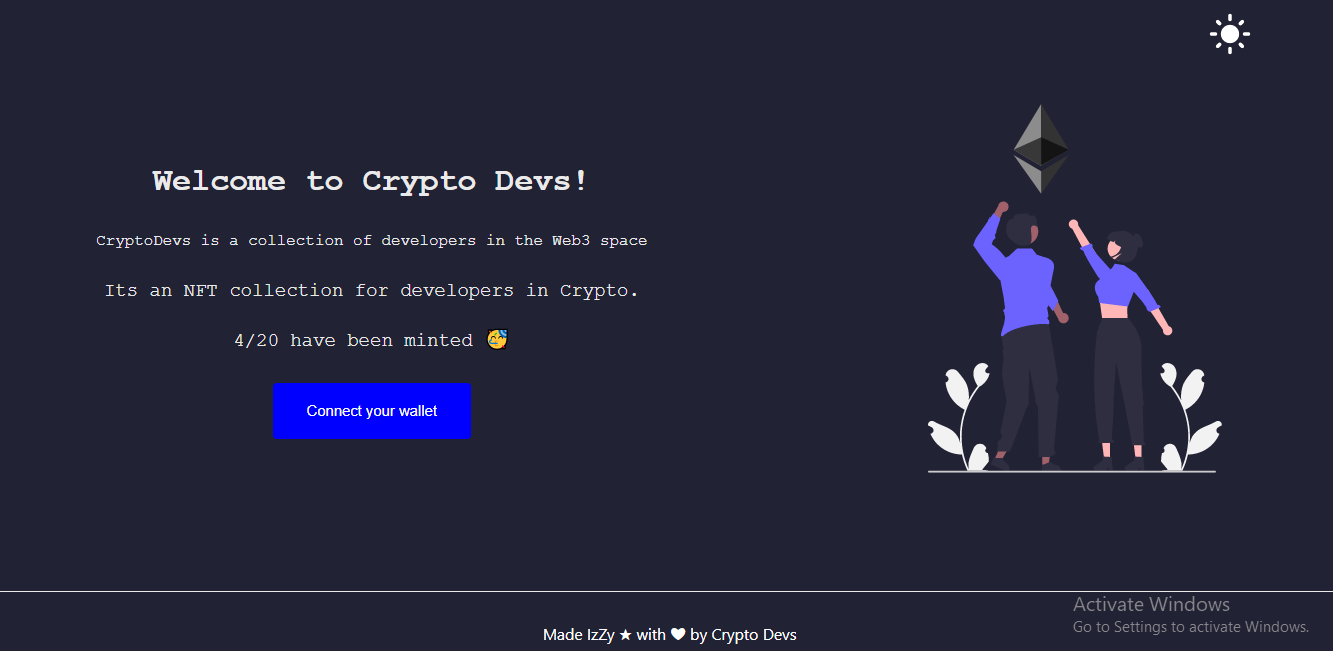 Welcome to Crypto Devs!
CryptoDevs is a collection of developers in the Web3 space
Its an NFT collection for developers in Crypto.
4/20 have been minted 🥳
Connect your wallet
Activate Windows
Go to Settings to activate Windows.
Made IzZy ★ with ♥ by Crypto Devs